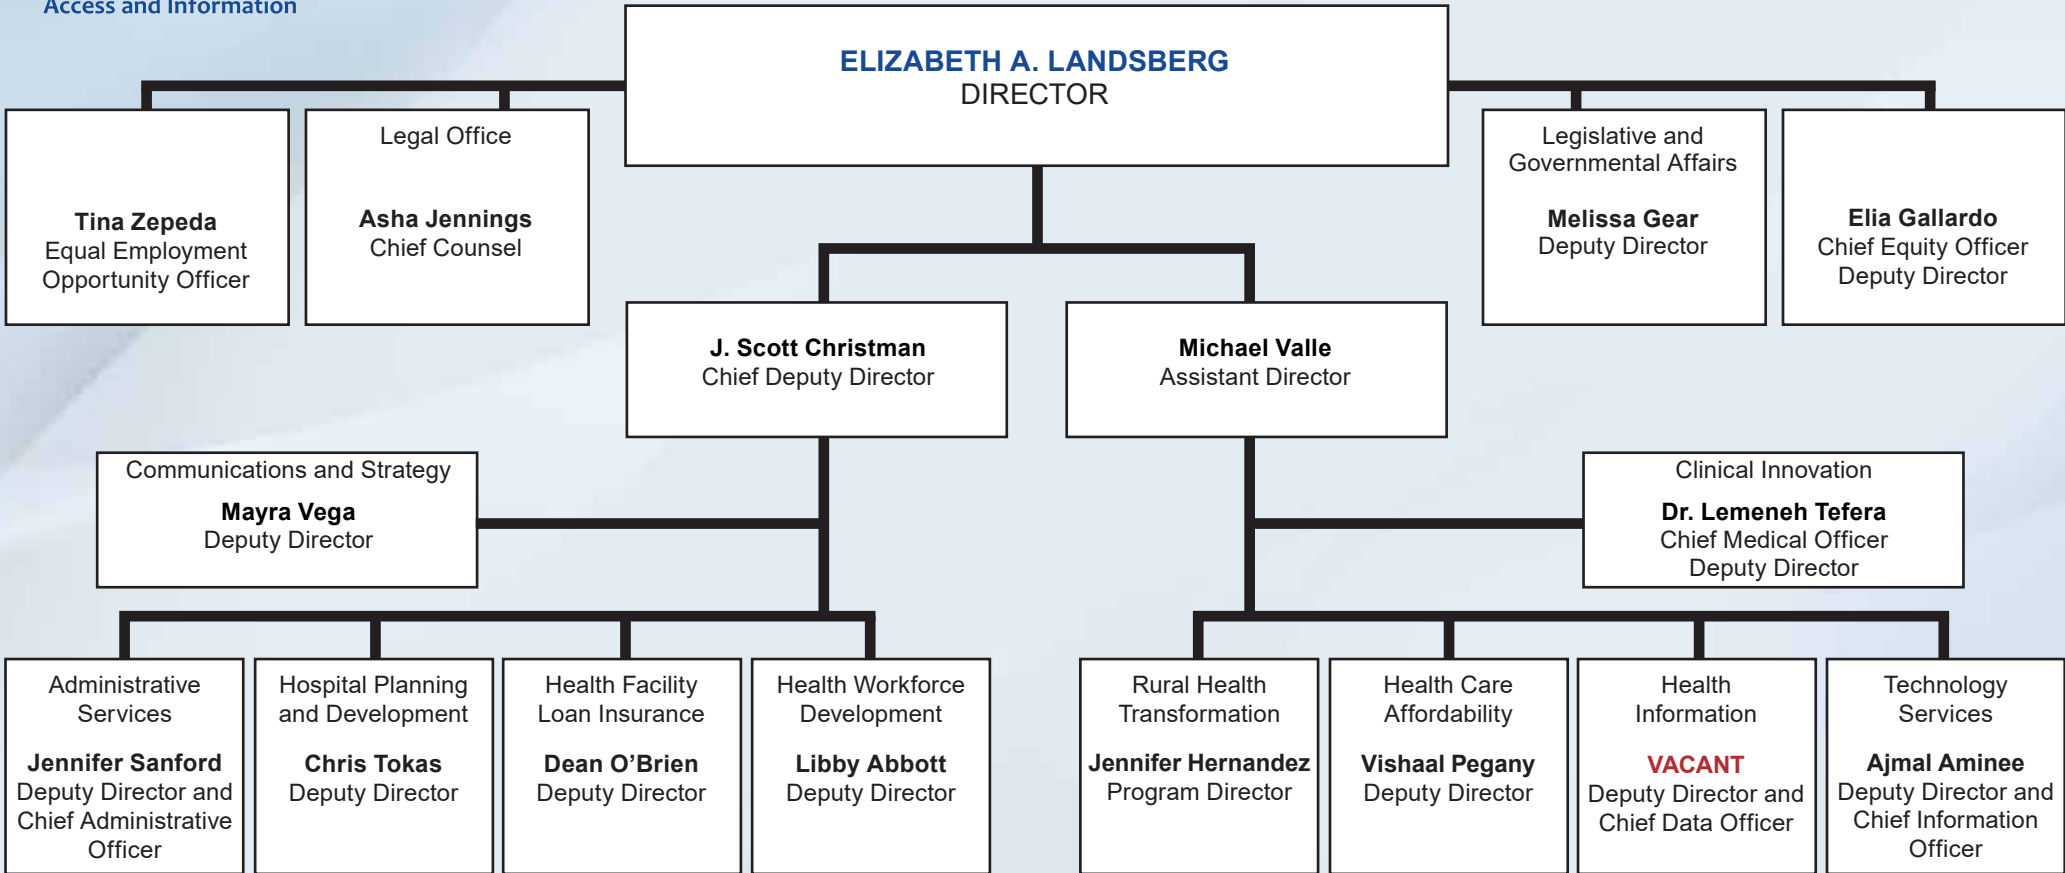 Access and Information
ELIZABETH A. LANDSBERG
DIRECTOR
Tina Zepeda
Equal Employment
Opportunity Officer
Legal Office
Asha Jennings
Chief Counsel
Legislative and
Governmental Affairs
Melissa Gear
Deputy Director
Elia Gallardo
Chief Equity Officer
Deputy Director
J. Scott Christman
Chief Deputy Director
Michael Valle
Assistant Director
Communications and Strategy
Mayra Vega
Deputy Director
Clinical Innovation
Dr. Lemeneh Tefera
Chief Medical Officer
Deputy Director
Administrative
Services
Jennifer Sanford
Deputy Director and
Chief Administrative
Officer
Hospital Planning
and Development
Chris Tokas
Deputy Director
Health Facility
Loan Insurance
Dean O’Brien
Deputy Director
Health Workforce
Development
Libby Abbott
Deputy Director
Rural Health
Transformation
Jennifer Hernandez
Program Director
Health Care
Affordability
Vishaal Pegany
Deputy Director
Health
Information
VACANT
Deputy Director and
Chief Data Officer
Technology
Services
Ajmal Aminee
Deputy Director and
Chief Information
Officer